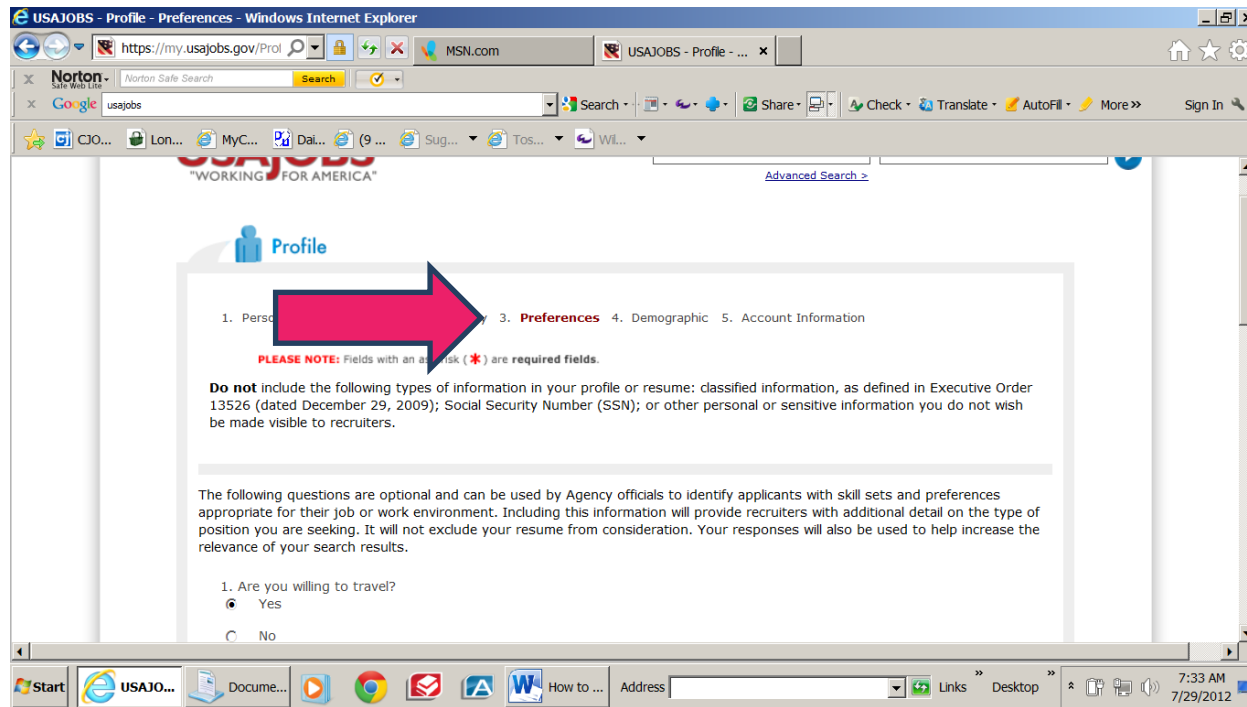 USAJOBS - Profile - Preferences - Windows Internet Explorer
https://my.usajobs.gov/Prof
MSN.com
USAJOBS - Profile - ...
Norton
Safe Web Lite
Norton Safe Search
Search
Google
usajobs
Search
Share
Check
Translate
AutoFill
More >>
Sign In
CJO...
Lon...
MyC...
Dai...
(9 ...
Sug...
Tos...
Wil...
USAJOBS
"WORKING FOR AMERICA"
Advanced Search >
Profile
1. Perso y 3. Preferences 4. Demographic 5. Account Information
PLEASE NOTE: Fields with an as risk (*) are required fields.
Do not include the following types of information in your profile or resume: classified information, as defined in Executive Order
13526 (dated December 29, 2009); Social Security Number (SSN); or other personal or sensitive information you do not wish
be made visible to recruiters.
The following questions are optional and can be used by Agency officials to identify applicants with skill sets and preferences
appropriate for their job or work environment. Including this information will provide recruiters with additional detail on the type of
position you are seeking. It will not exclude your resume from consideration. Your responses will also be used to help increase the
relevance of your search results.
1. Are you willing to travel?
Yes
No
Start
USAJO...
Docume...
How to ...
Address
Links
Desktop
7:33 AM
7/29/2012